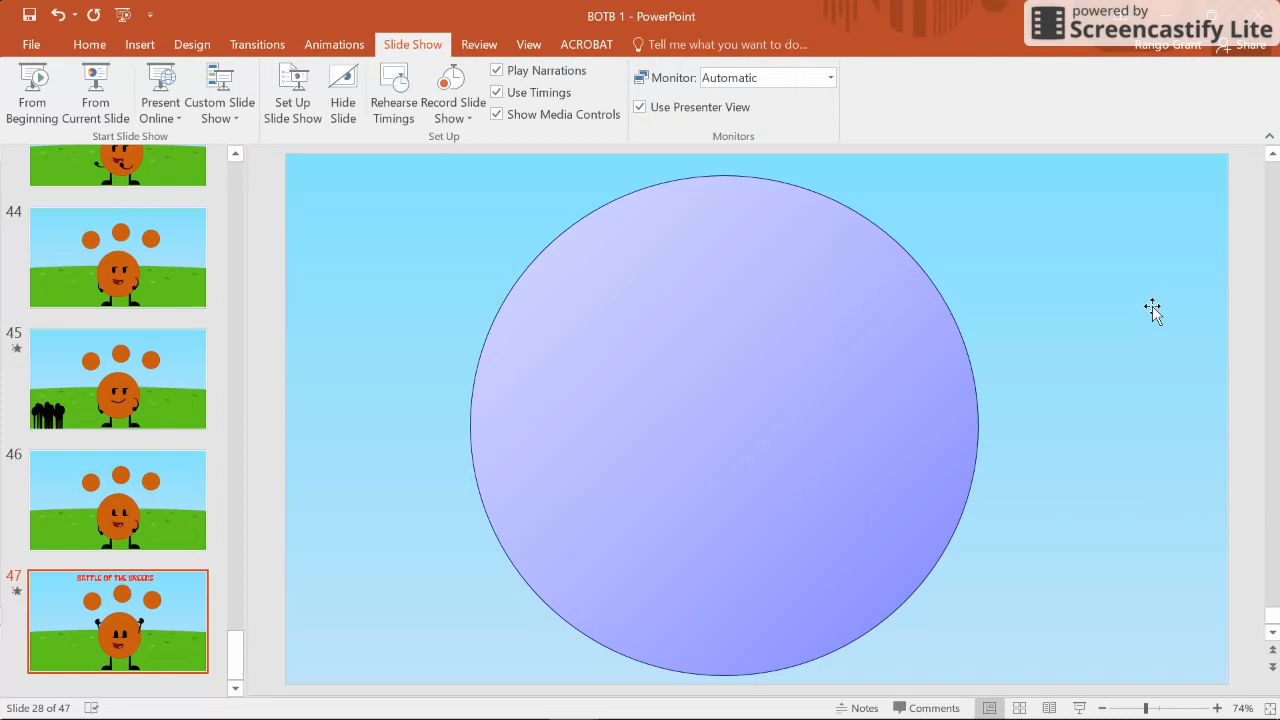 BOTB 1 - PowerPoint
powered by
Screencastify Lite
File Home Insert Design Transitions Animations Slide Show Review View ACROBAT Tell me what you want to do...
Rango Grant Share
From Beginning
From Current Slide
Present Online
Custom Slide Show
Set Up Slide Show
Hide Slide
Rehearse Timings
Record Slide Show
Play Narrations
Use Timings
Show Media Controls
Monitor: Automatic
Use Presenter View
Start Slide Show
Set Up
Monitors
44
45
46
47
BATTLE OF THE BREEDS
Slide 28 of 47
Notes
Comments
74%